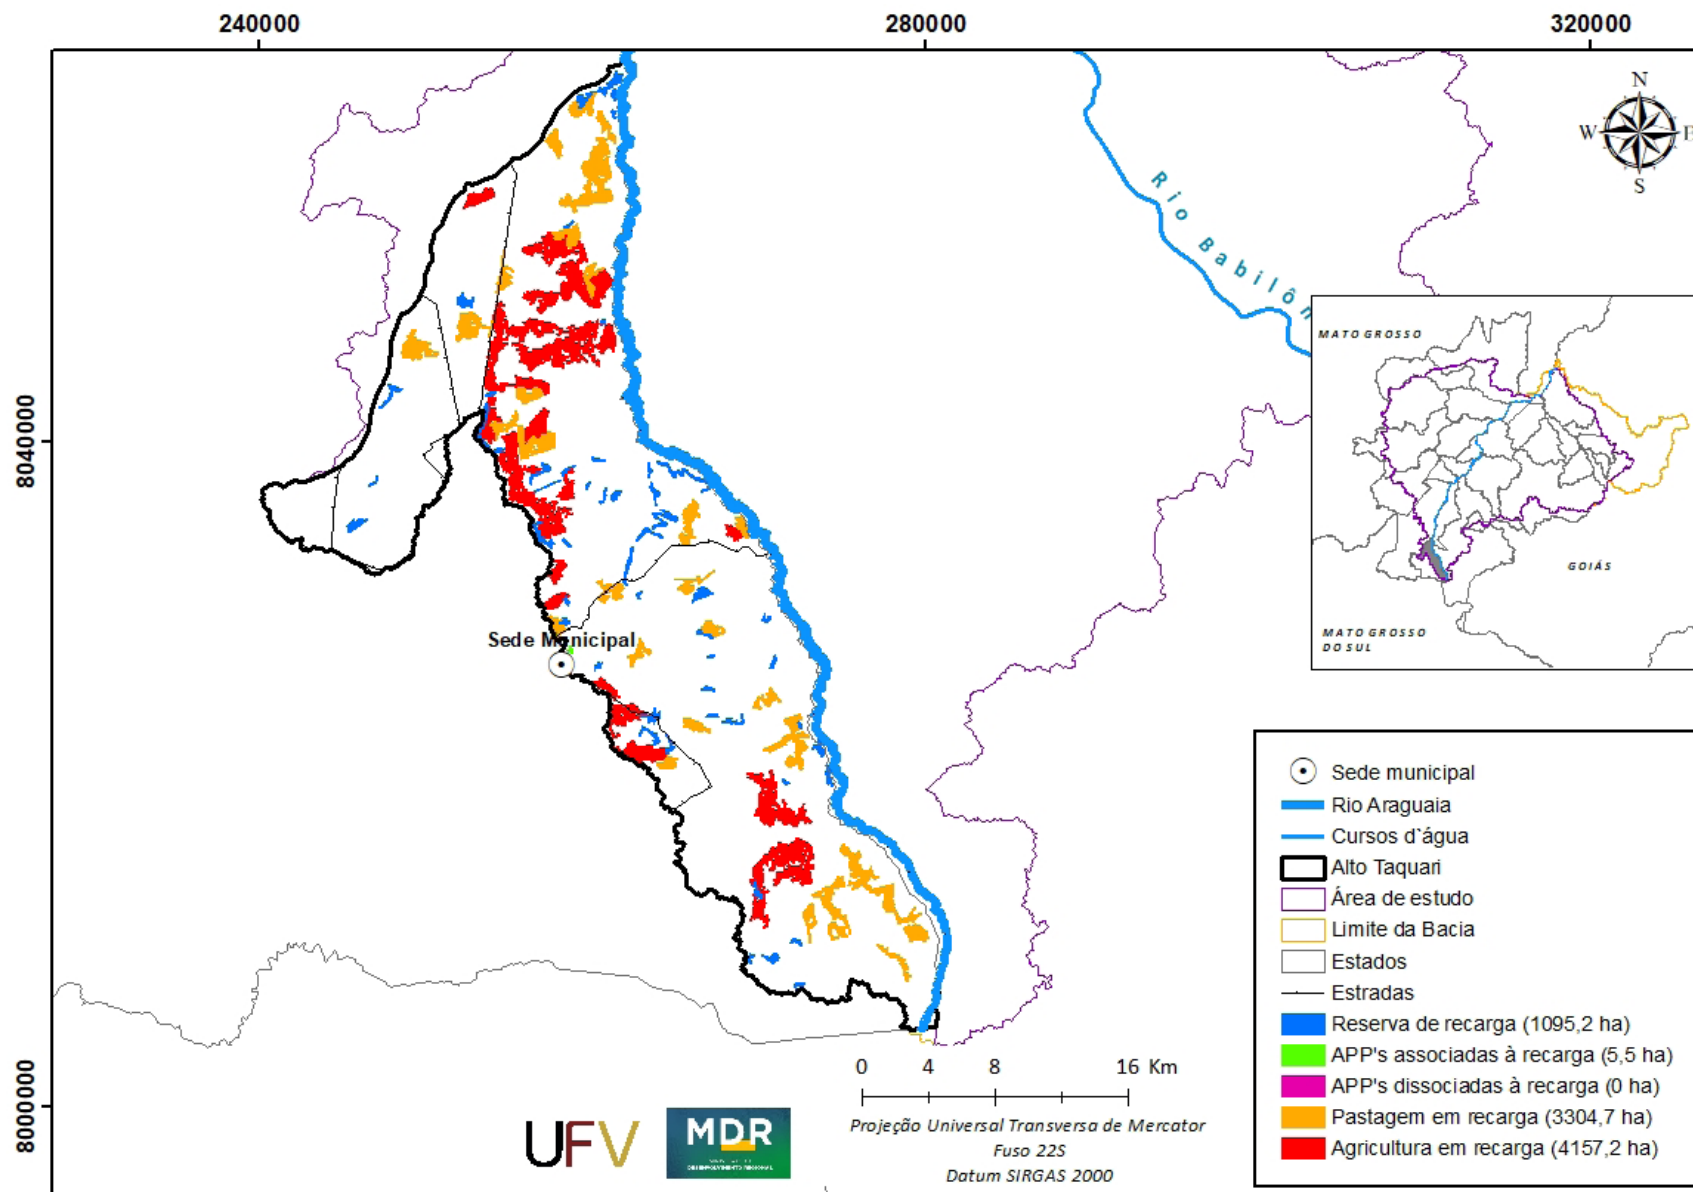 240000
280000
320000
N
W
E
S
Rio Babilôn
MATO GROSSO
GOIÁS
MATO GROSSO
DO SUL
8040000
Sede Municipal
Sede municipal
Rio Araguaia
Cursos d`água
Alto Taquari
Área de estudo
Limite da Bacia
Estados
Estradas
Reserva de recarga (1095,2 ha)
APP's associadas à recarga (5,5 ha)
APP's dissociadas à recarga (0 ha)
Pastagem em recarga (3304,7 ha)
Agricultura em recarga (4157,2 ha)
8000000
0 4 8 16 Km
Projeção Universal Transversa de Mercator
Fuso 22S
Datum SIRGAS 2000
UFV
MDR
DESENVOLVIMENTO REGIONAL